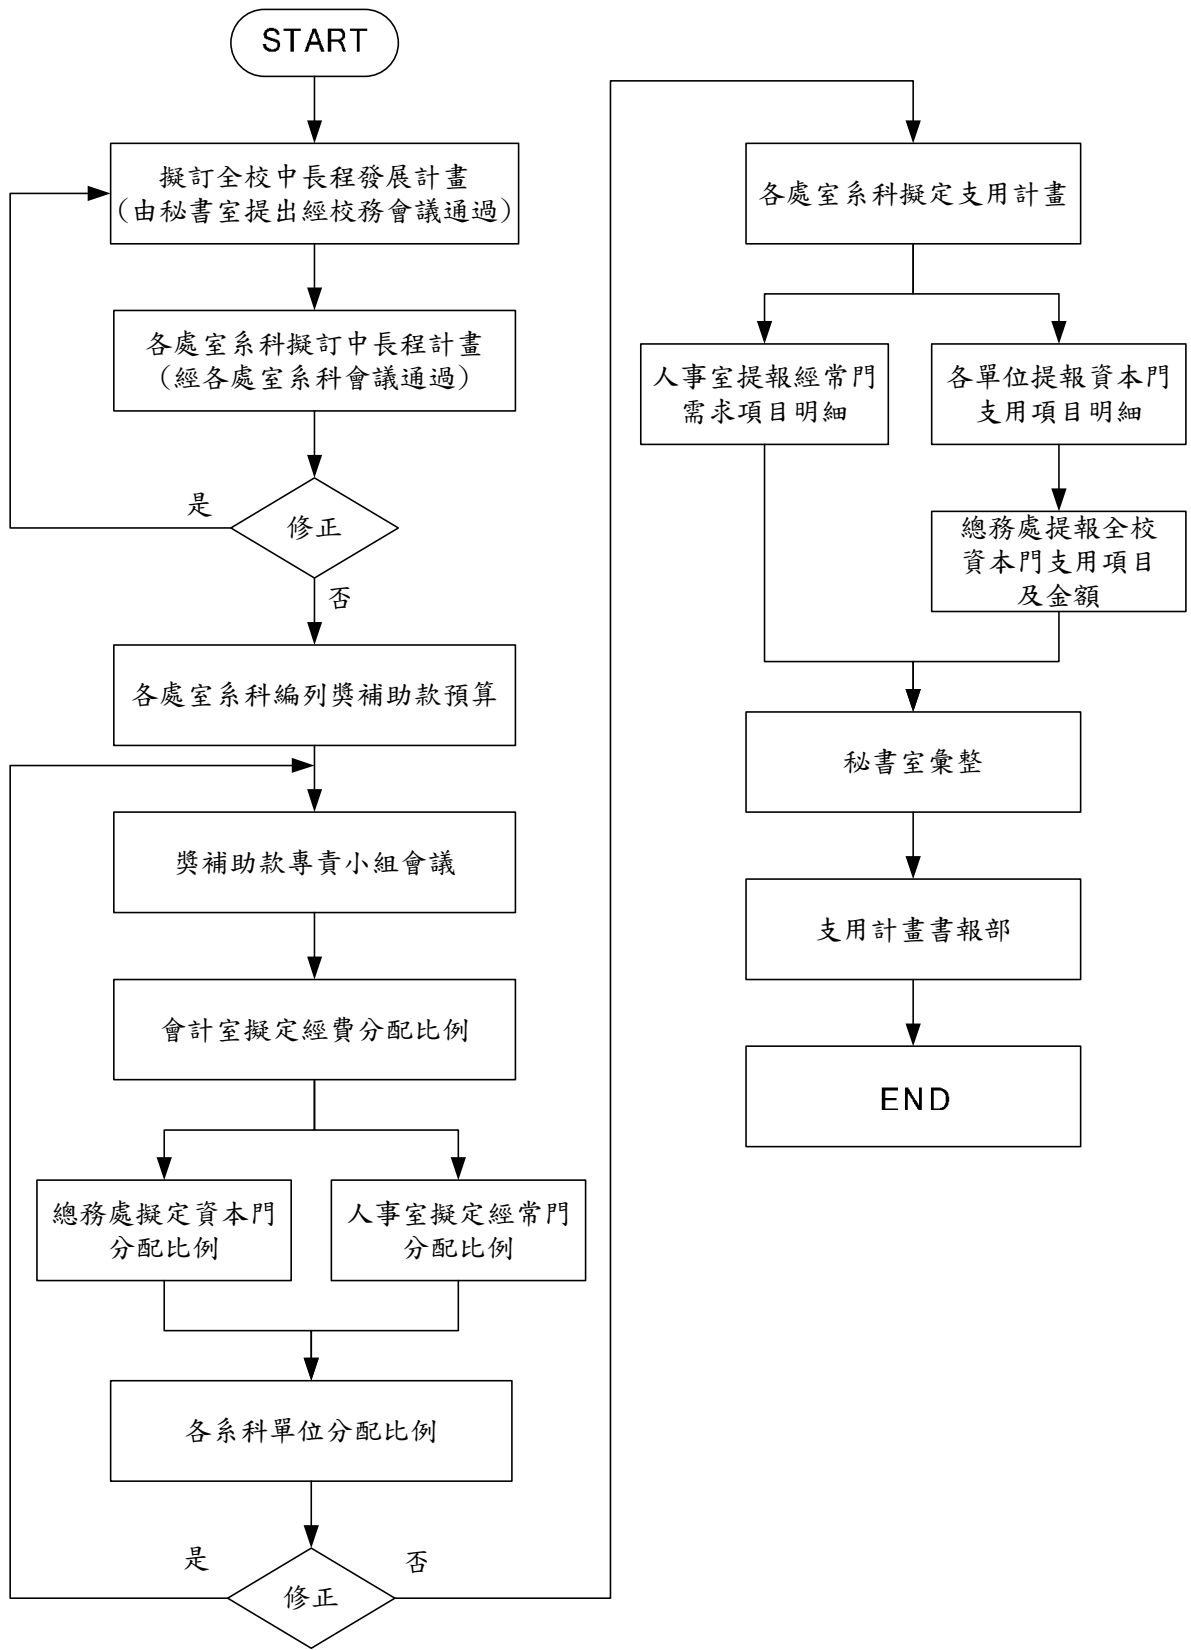 START
擬訂全校中長程發展計畫
（由秘書室提出經校務會議通過）
各處室系科擬訂中長程計畫
（經各處室系科會議通過）
是
修正
否
各處室系科編列獎補助款預算
獎補助款專責小組會議
會計室擬定經費分配比例
總務處擬定資本門
分配比例
人事室擬定經常門
分配比例
各系科單位分配比例
是
否
修正
各處室系科擬定支用計畫
人事室提報經常門
需求項目明細
各單位提報資本門
支用項目明細
總務處提報全校
資本門支用項目
及金額
秘書室彙整
支用計畫書報部
END